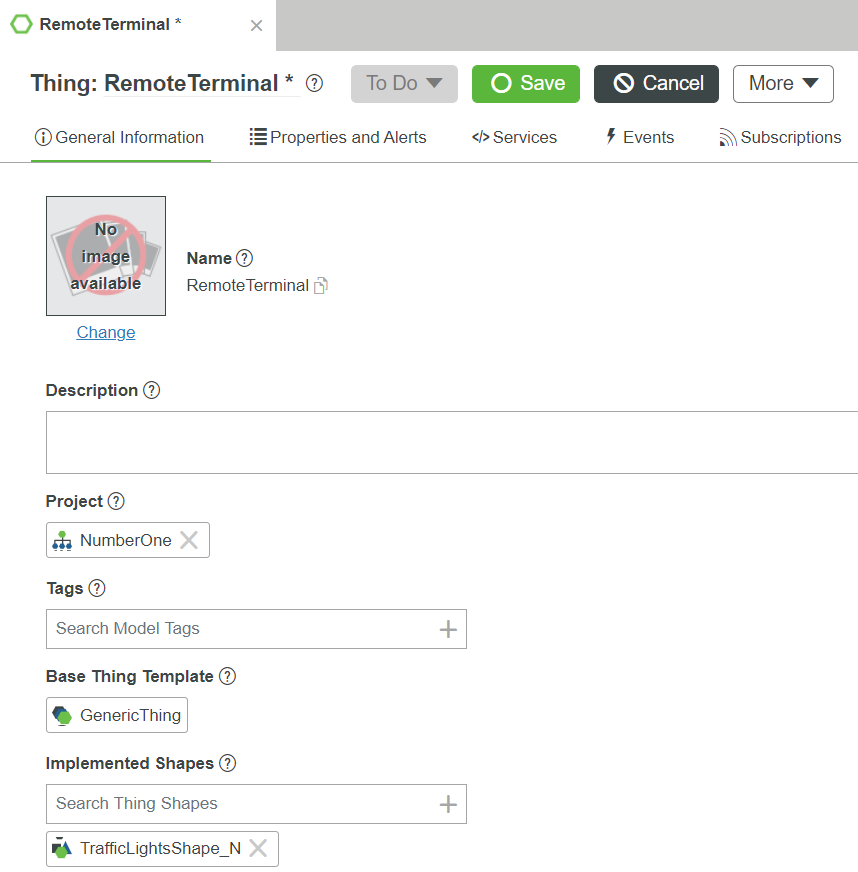 RemoteTerminal *
Thing: RemoteTerminal * ? To Do Save Cancel More
General Information Properties and Alerts </> Services Events Subscriptions
No
image
available
Name ?
RemoteTerminal
Change
Description ?
Project ?
NumberOne
Tags ?
Search Model Tags
Base Thing Template ?
GenericThing
Implemented Shapes ?
Search Thing Shapes
TrafficLightsShape_N